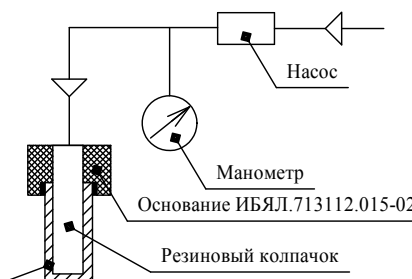 Насос
Манометр
Основание ИБЯЛ.713112.015-02
Резиновый колпачок